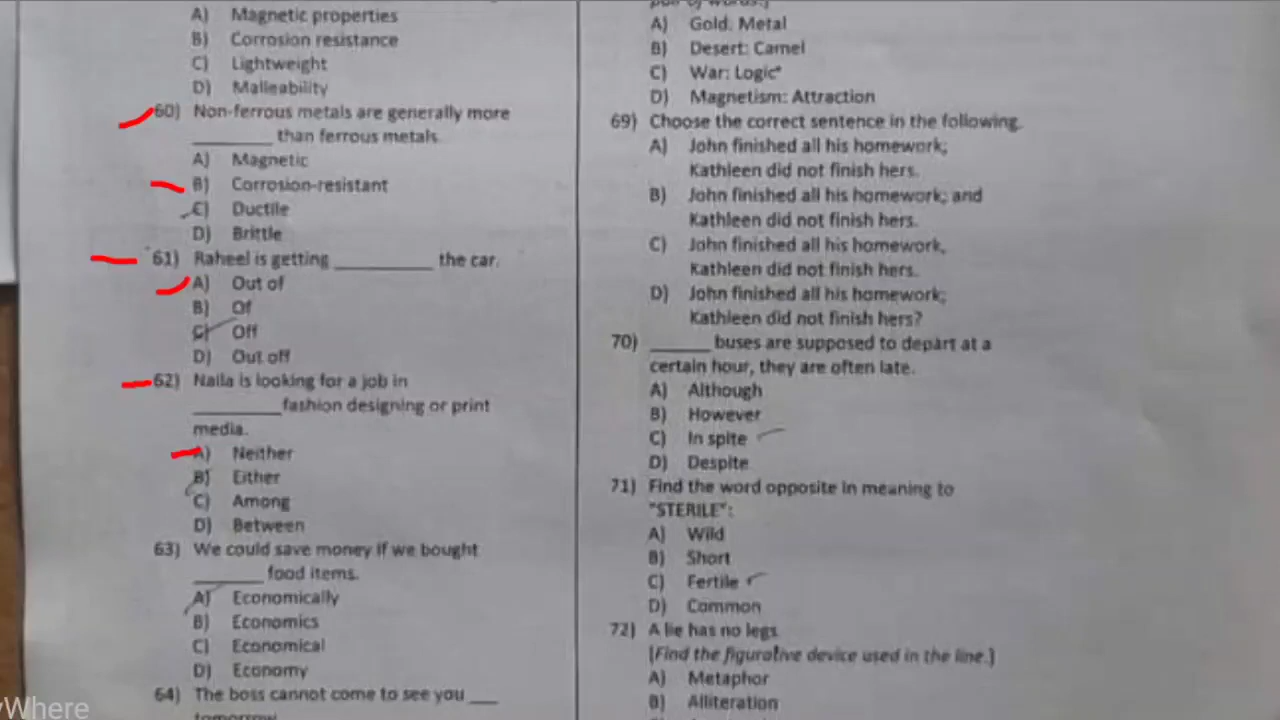 A) Magnetic properties
B) Corrosion resistance
C) Lightweight
D) Malleability
60) Non-ferrous metals are generally more
________ than ferrous metals.
A) Magnetic
B) Corrosion-resistant
C) Ductile
D) Brittle
61) Raheel is getting __________ the car.
A) Out of
B) Of
C) Off
D) Out off
62) Naila is looking for a job in
_________ fashion designing or print
media.
A) Neither
B) Either
C) Among
D) Between
63) We could save money if we bought
_______ food items.
A) Economically
B) Economics
C) Economical
D) Economy
64) The boss cannot come to see you ___
tomorrow
pair of words.]
A) Gold: Metal
B) Desert: Camel
C) War: Logic
D) Magnetism: Attraction
69) Choose the correct sentence in the following.
A) John finished all his homework;
Kathleen did not finish hers.
B) John finished all his homework; and
Kathleen did not finish hers.
C) John finished all his homework,
Kathleen did not finish hers.
D) John finished all his homework;
Kathleen did not finish hers?
70) ______ buses are supposed to depart at a
certain hour, they are often late.
A) Although
B) However
C) In spite
D) Despite
71) Find the word opposite in meaning to
"STERILE":
A) Wild
B) Short
C) Fertile
D) Common
72) A lie has no legs
[Find the figurative device used in the line.]
A) Metaphor
B) Alliteration
yWhere